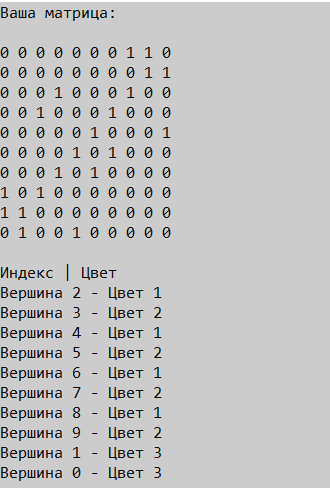 Ваша матрица:
0 0 0 0 0 0 0 1 1 0
0 0 0 0 0 0 0 0 1 1
0 0 0 1 0 0 0 1 0 0
0 0 1 0 0 0 1 0 0 0
0 0 0 0 0 1 0 0 0 1
0 0 0 0 1 0 1 0 0 0
0 0 0 1 0 1 0 0 0 0
1 0 1 0 0 0 0 0 0 0
1 1 0 0 0 0 0 0 0 0
0 1 0 0 1 0 0 0 0 0
Индекс | Цвет
Вершина 2 - Цвет 1
Вершина 3 - Цвет 2
Вершина 4 - Цвет 1
Вершина 5 - Цвет 2
Вершина 6 - Цвет 1
Вершина 7 - Цвет 2
Вершина 8 - Цвет 1
Вершина 9 - Цвет 2
Вершина 1 - Цвет 3
Вершина 0 - Цвет 3